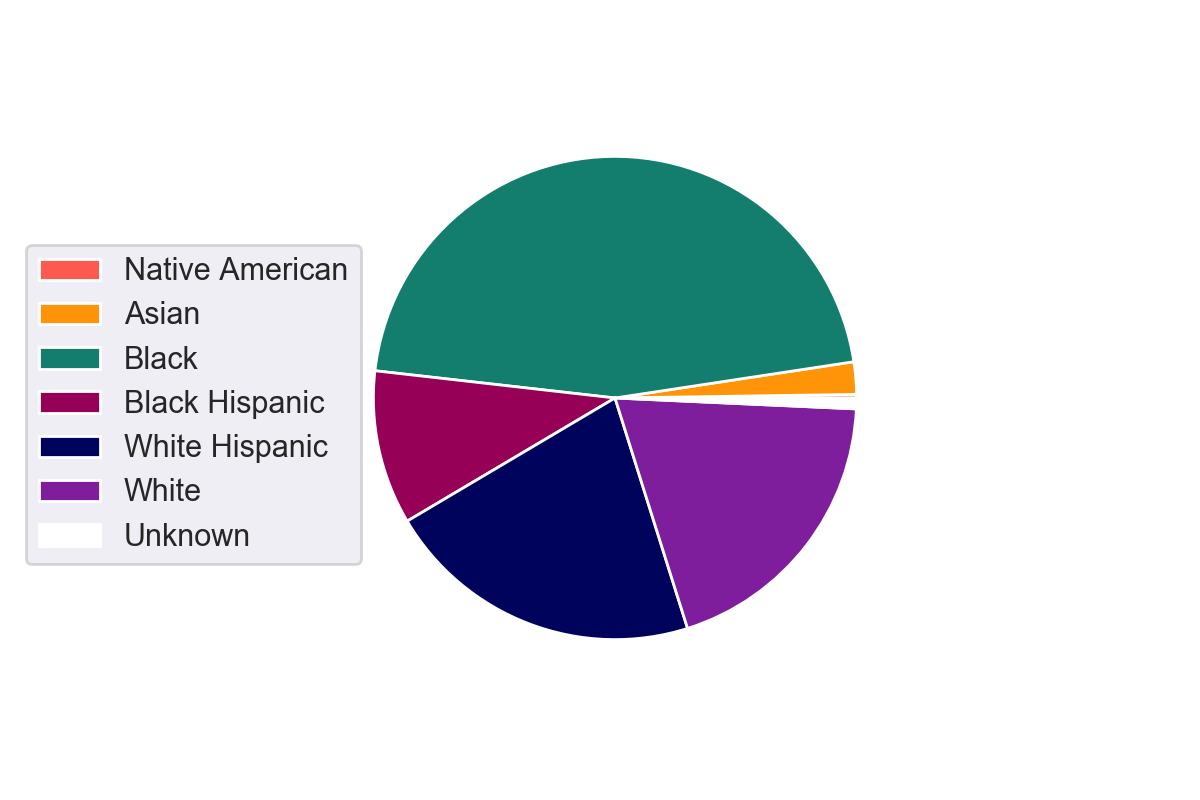 Native American
Asian
Black
Black Hispanic
White Hispanic
White
Unknown